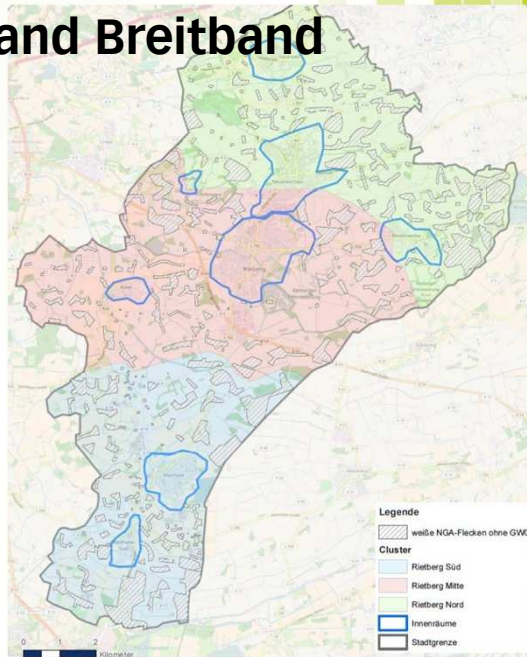 and Breitband
Legende
weiße NGA-Flecken ohne GWG
Cluster
Rietberg Süd
Rietberg Mitte
Rietberg Nord
Innenräume
Stadtgrenze
0 1 2
Kilometer